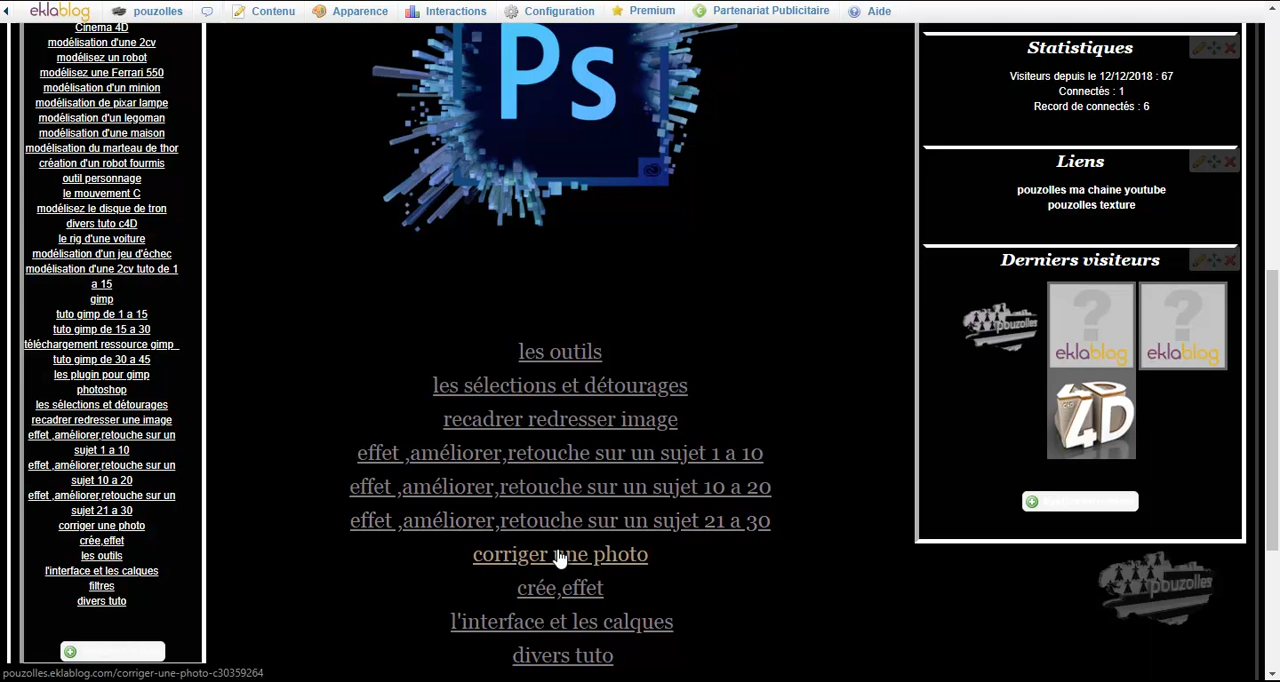 eklablog pouzolles Contenu Apparence Interactions Configuration Premium Partenariat Publicitaire Aide
Cinema 4D
modélisation d'une 2cv
modélisez un robot
modélisez une Ferrari 550
modélisation d'un minion
modélisation de pixar lampe
modélisation d'un legoman
modélisation d'une maison
modélisation du marteau de thor
création d'un robot fourmis
outil personnage
le mouvement C
modélisez le disque de tron
divers tuto c4D
le rig d'une voiture
modélisation d'un jeu d'échec
modélisation d'une 2cv tuto de 1
a 15
gimp
tuto gimp de 1 a 15
tuto gimp de 15 a 30
téléchargement ressource gimp
tuto gimp de 30 a 45
les plugin pour gimp
photoshop
les sélections et détourages
recadrer redresser une image
effet ,améliorer,retouche sur un
sujet 1 a 10
effet ,améliorer,retouche sur un
sujet 10 a 20
effet ,améliorer,retouche sur un
sujet 21 a 30
corriger une photo
crée,effet
les outils
l'interface et les calques
filtres
divers tuto
Ps
les outils
les sélections et détourages
recadrer redresser image
effet ,améliorer,retouche sur un sujet 1 a 10
effet ,améliorer,retouche sur un sujet 10 a 20
effet ,améliorer,retouche sur un sujet 21 a 30
corriger une photo
crée,effet
l'interface et les calques
divers tuto
Statistiques
Visiteurs depuis le 12/12/2018 : 67
Connectés : 1
Record de connectés : 6
Liens
pouzolles ma chaine youtube
pouzolles texture
Derniers visiteurs
pouzolles
? eklablog
? eklablog
4D
pouzolles
pouzolles.eklablog.com/corriger-une-photo-c30359264